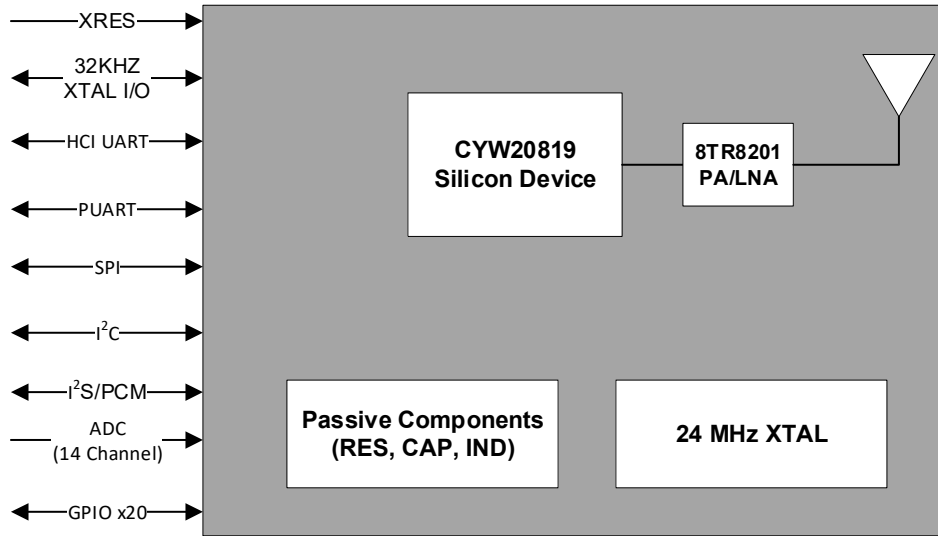 XRES
32KHZ
XTAL I/O
HCI UART
PUART
SPI
I²C
I²S/PCM
ADC
(14 Channel)
GPIO x20
CYW20819
Silicon Device
8TR8201
PA/LNA
Passive Components
(RES, CAP, IND)
24 MHz XTAL